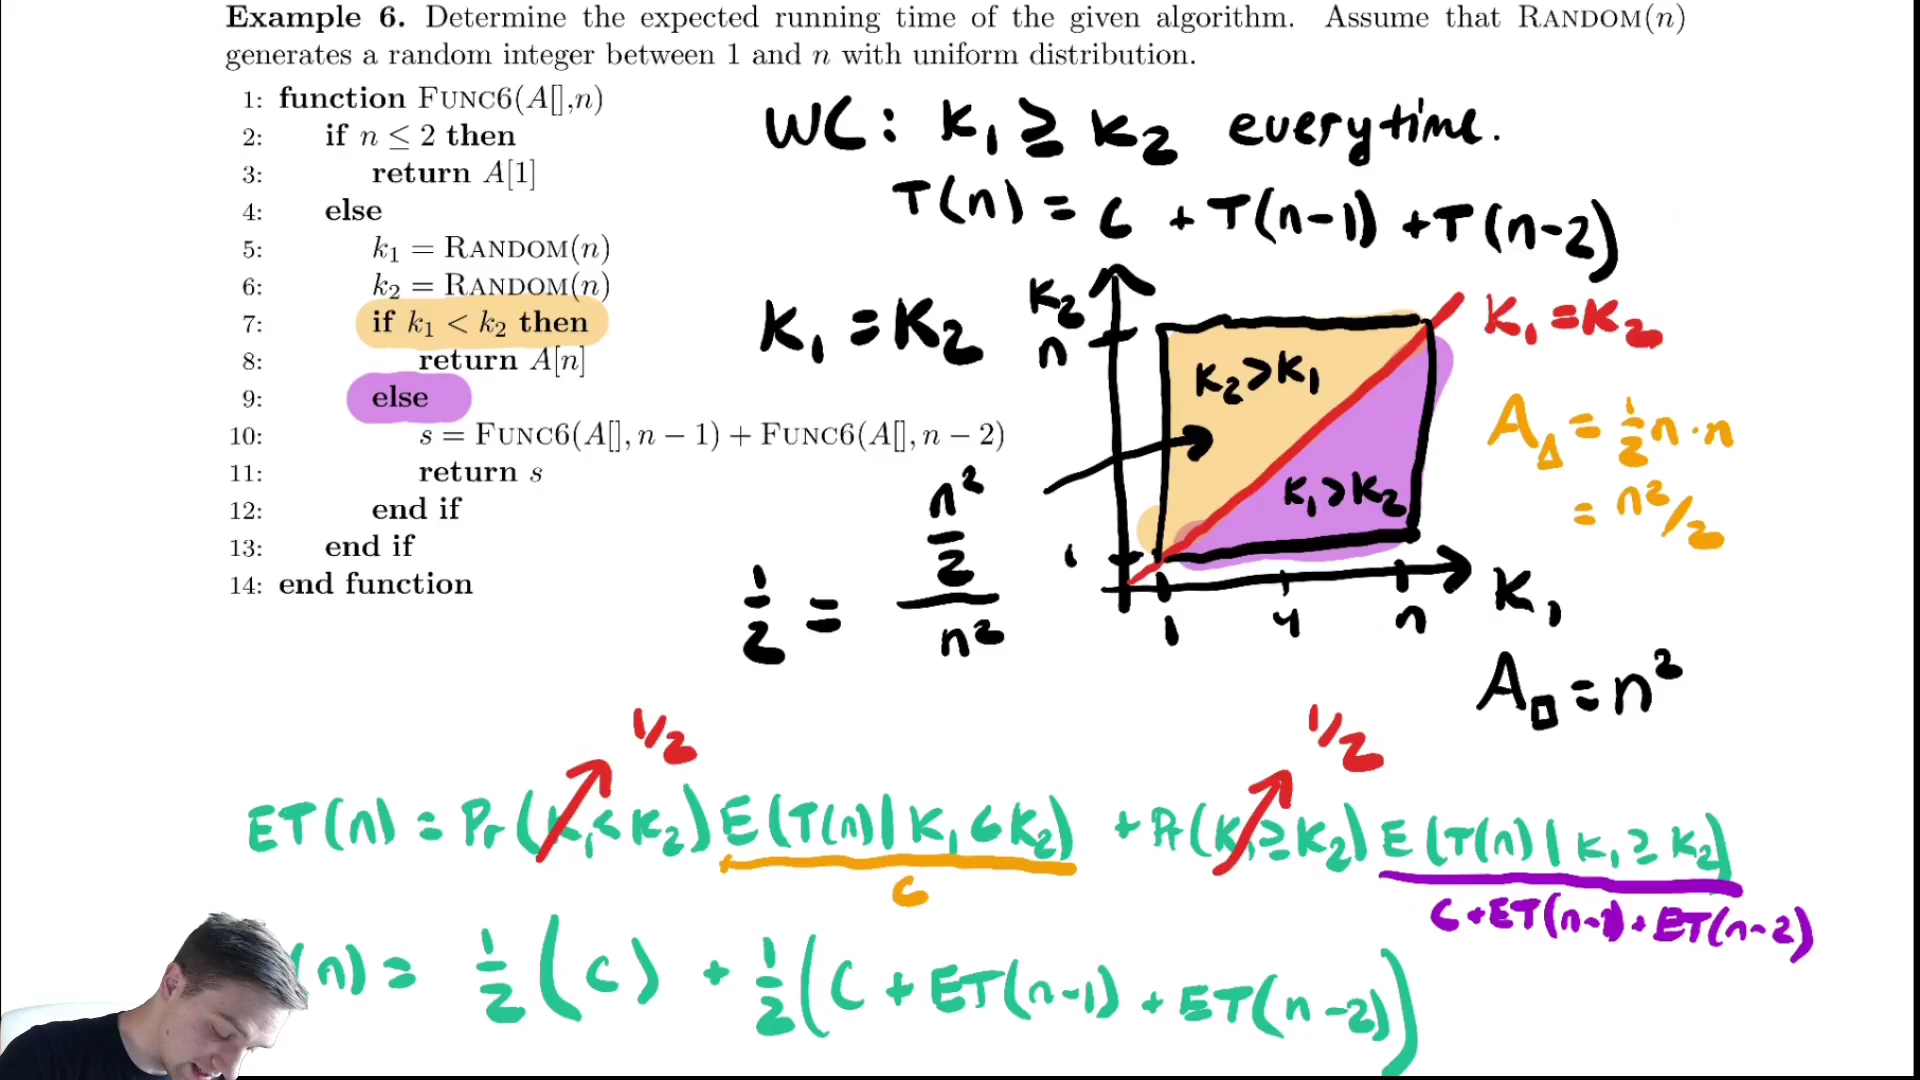 Example 6. Determine the expected running time of the given algorithm. Assume that RANDOM(n)
generates a random integer between 1 and n with uniform distribution.
1: function FUNC6(A[],n)
2: if n ≤ 2 then
3: return A[1]
4: else
5: k₁ = RANDOM(n)
6: k₂ = RANDOM(n)
7: if k₁ < k₂ then
8: return A[n]
9: else
10: s = FUNC6(A[], n − 1) + FUNC6(A[], n − 2)
11: return s
12: end if
13: end if
14: end function
WC: K₁ ≥ K₂ everytime.
T(n) = C + T(n-1) + T(n-2)
K₁ = K₂
K₂
n
K₂>K₁
K₁>K₂
K₁=K₂
1
1
4
n
K₁
A△ = ½n·n
= n²/2
½ = n²/2 / n²
A□ = n²
1/2
1/2
ET(n) = Pr(K₁<K₂) E(T(n)|K₁<K₂) + Pr(K₁≥K₂) E(T(n)|K₁≥K₂)
C
C+ET(n-1)+ET(n-2)
(n) = ½(C) + ½(C + ET(n-1) + ET(n-2))